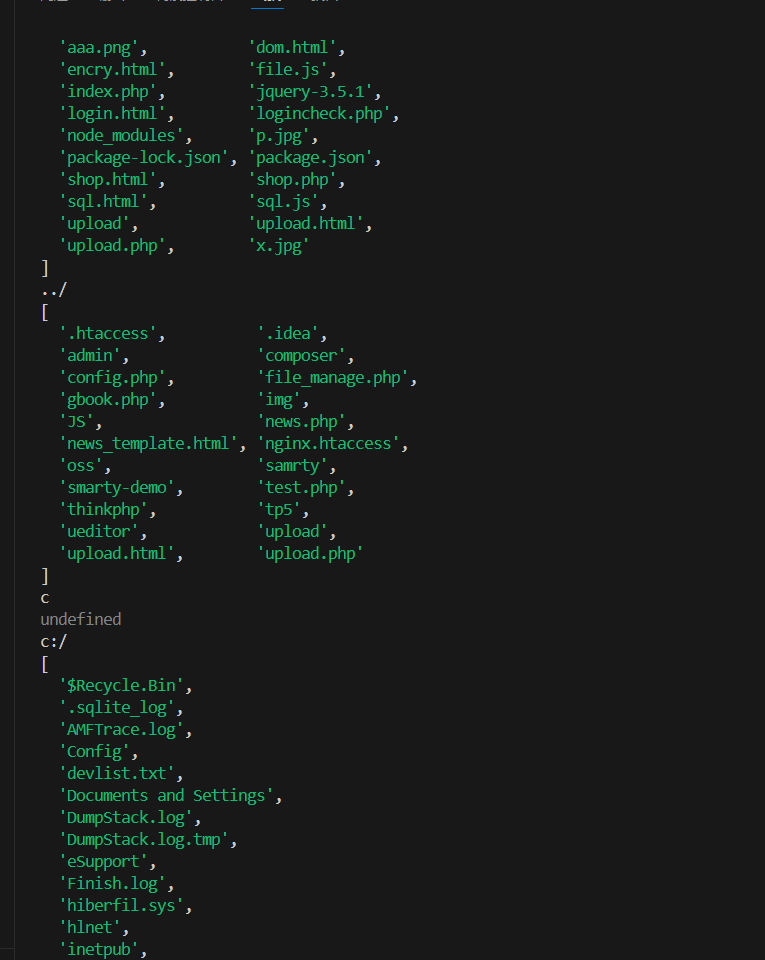 'aaa.png', 'dom.html',
'encry.html', 'file.js',
'index.php', 'jquery-3.5.1',
'login.html', 'logincheck.php',
'node_modules', 'p.jpg',
'package-lock.json', 'package.json',
'shop.html', 'shop.php',
'sql.html', 'sql.js',
'upload', 'upload.html',
'upload.php', 'x.jpg'
]
../
[
'.htaccess', '.idea',
'admin', 'composer',
'config.php', 'file_manage.php',
'gbook.php', 'img',
'JS', 'news.php',
'news_template.html', 'nginx.htaccess',
'oss', 'samrty',
'smarty-demo', 'test.php',
'thinkphp', 'tp5',
'ueditor', 'upload',
'upload.html', 'upload.php'
]
c
undefined
c:/
[
'$Recycle.Bin',
'.sqlite_log',
'AMFTrace.log',
'Config',
'devlist.txt',
'Documents and Settings',
'DumpStack.log',
'DumpStack.log.tmp',
'eSupport',
'Finish.log',
'hiberfil.sys',
'hlnet',
'inetpub',